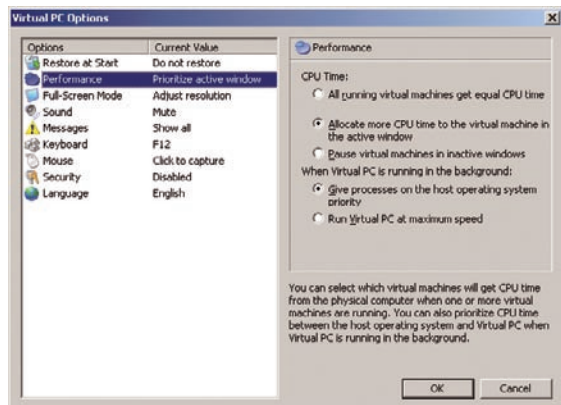 Virtual PC Options
Options Current Value
Restore at Start Do not restore
Performance Prioritize active window
Full-Screen Mode Adjust resolution
Sound Mute
Messages Show all
Keyboard F12
Mouse Click to capture
Security Disabled
Language English
Performance
CPU Time:
All running virtual machines get equal CPU time
Allocate more CPU time to the virtual machine in
the active window
Pause virtual machines in inactive windows
When Virtual PC is running in the background:
Give processes on the host operating system
priority
Run Virtual PC at maximum speed
You can select which virtual machines will get CPU time
from the physical computer when one or more virtual
machines are running. You can also prioritize CPU time
between the host operating system and Virtual PC when
Virtual PC is running in the background.
OK Cancel